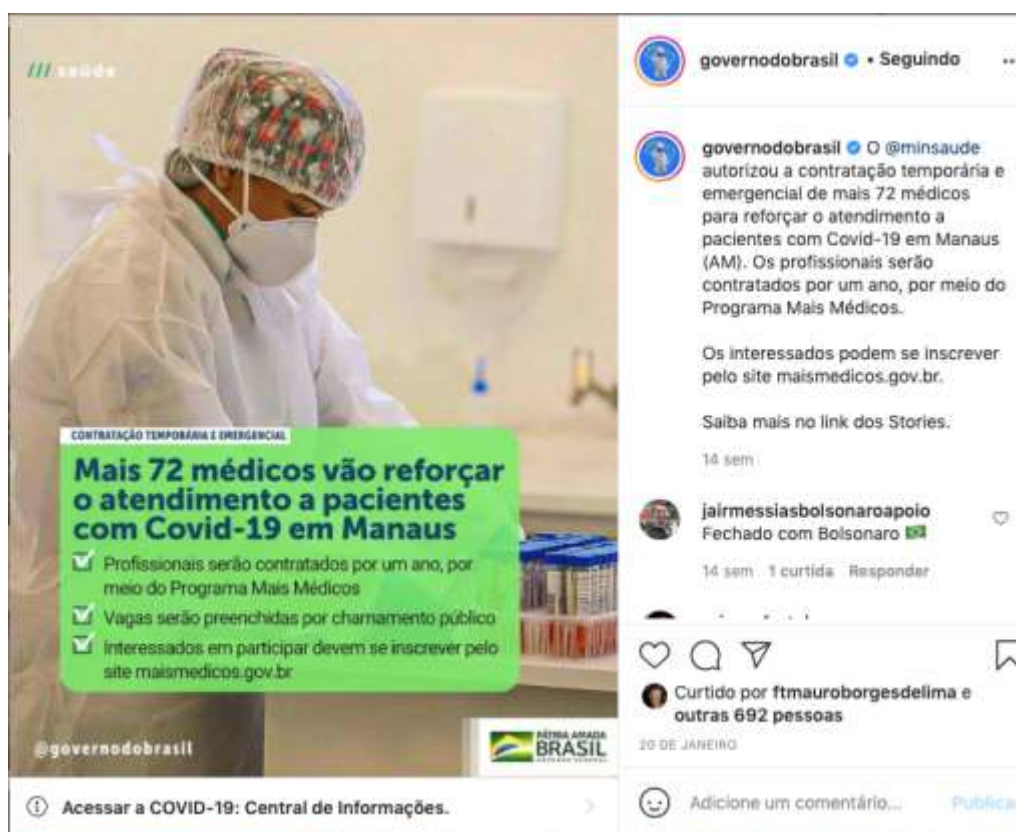 /// saúde
CONTRATAÇÃO TEMPORÁRIA E EMERGENCIAL
Mais 72 médicos vão reforçar
o atendimento a pacientes
com Covid-19 em Manaus
Profissionais serão contratados por um ano, por
meio do Programa Mais Médicos
Vagas serão preenchidas por chamamento público
Interessados em participar devem se inscrever pelo
site maismedicos.gov.br
@governodobrasil
PÁTRIA AMADA
BRASIL
GOVERNO FEDERAL
Acessar a COVID-19: Central de Informações.
governodobrasil • Seguindo
governodobrasil O @minsaude
autorizou a contratação temporária e
emergencial de mais 72 médicos
para reforçar o atendimento a
pacientes com Covid-19 em Manaus
(AM). Os profissionais serão
contratados por um ano, por meio do
Programa Mais Médicos.
Os interessados podem se inscrever
pelo site maismedicos.gov.br.
Saiba mais no link dos Stories.
14 sem
jairmessiasbolsonaroapoio
Fechado com Bolsonaro
14 sem 1 curtida Responder
Curtido por ftmauroborgesdelima e
outras 692 pessoas
20 DE JANEIRO
Adicione um comentário... Publicar